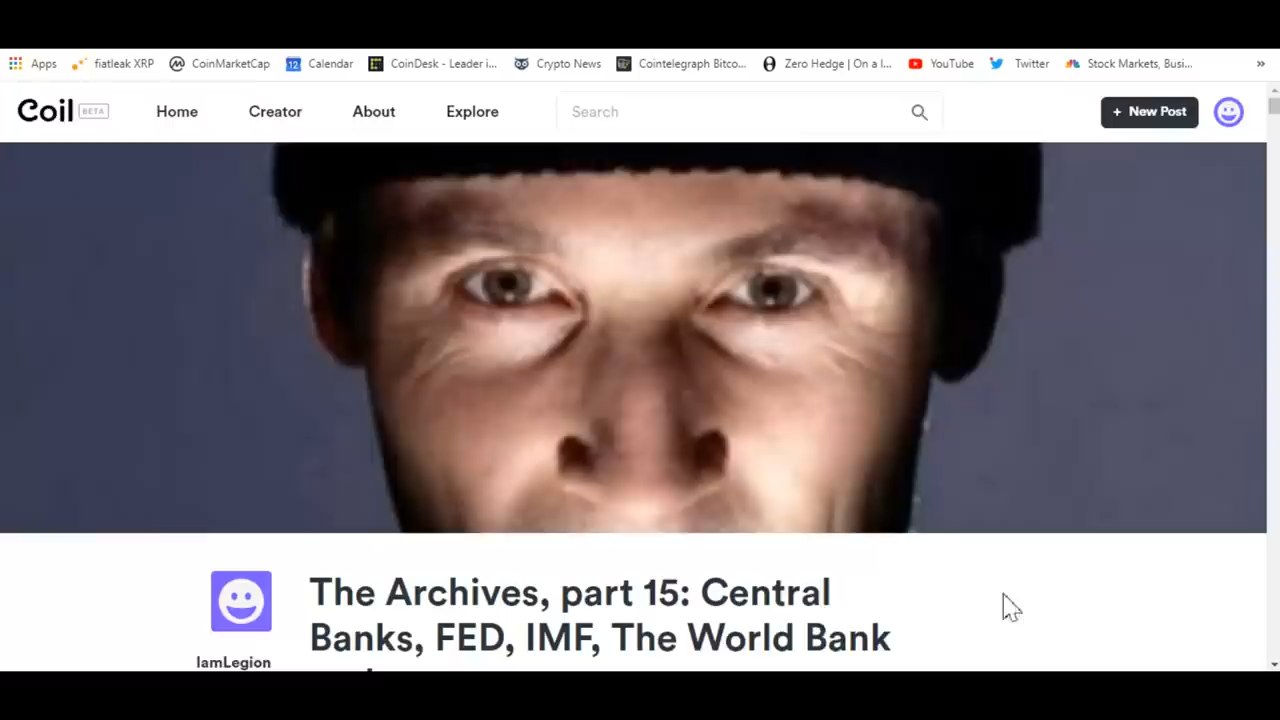 Apps fiatleak XRP CoinMarketCap Calendar CoinDesk - Leader i... Crypto News Cointelegraph Bitco... Zero Hedge | On a l... YouTube Twitter Stock Markets, Busi... »
Coil BETA Home Creator About Explore Search + New Post
The Archives, part 15: Central
Banks, FED, IMF, The World Bank
IamLegion